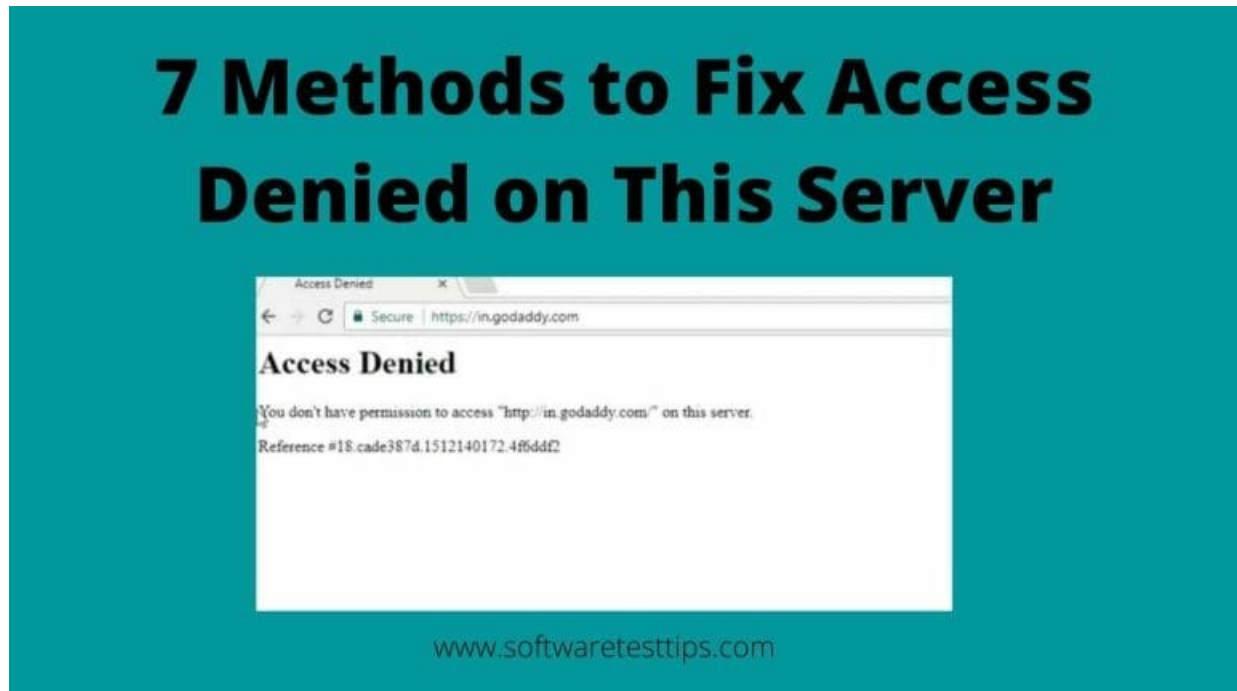 7 Methods to Fix Access
Denied on This Server
Access Denied
Secure https://in.godaddy.com
Access Denied
You don't have permission to access "http://in.godaddy.com/" on this server.
Reference #18.cade387d.1512140172.4f6ddf2
www.softwaretesttips.com